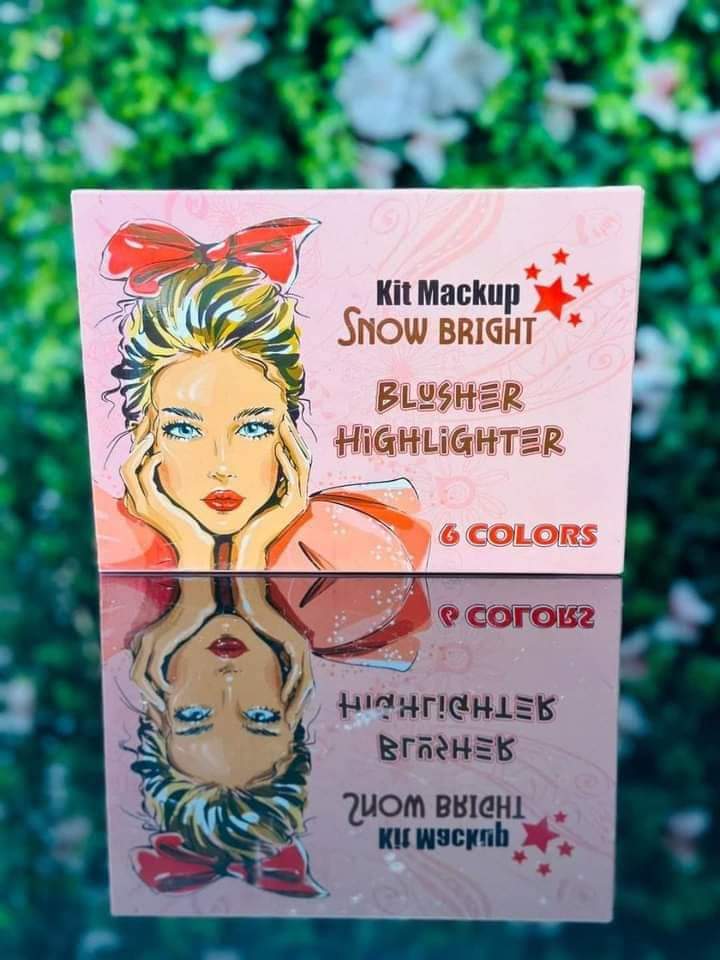 Kit Mackup
SNOW BRIGHT
BLUSHER
HiGHLiGHTER
6 COLORS